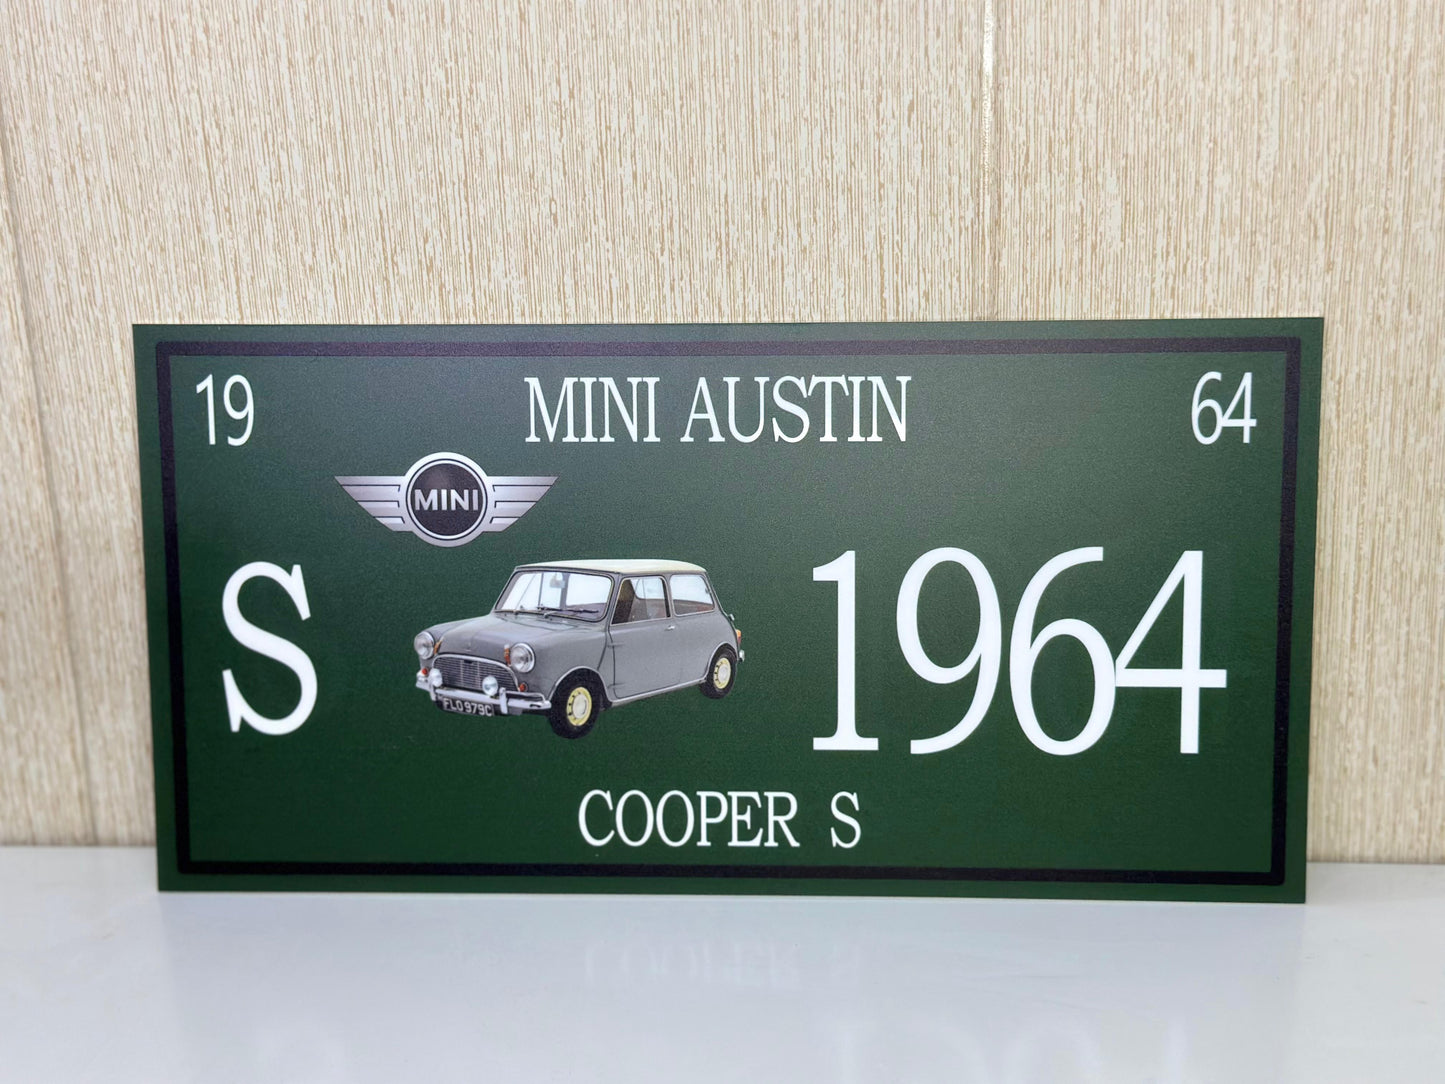 19 MINI AUSTIN 64
MINI
S 1964
FLO 979C
COOPER S